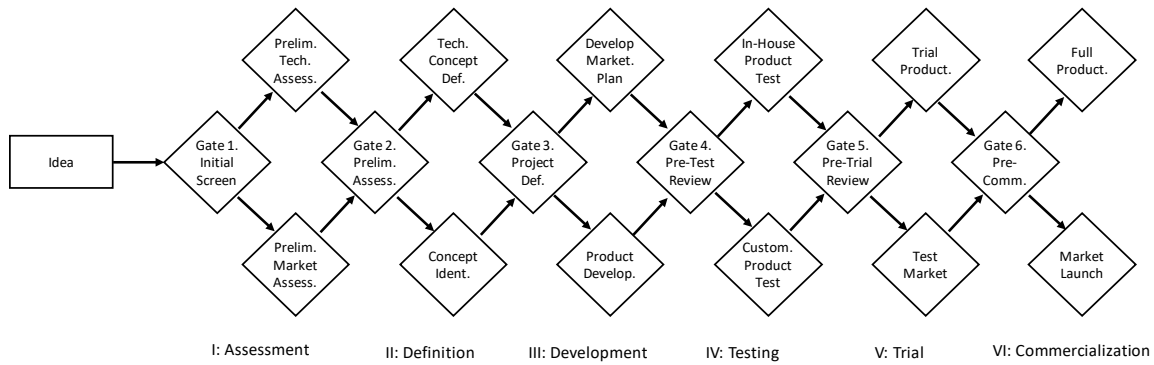 Prelim.
Tech.
Assess.
Tech.
Concept
Def.
Develop
Market.
Plan
In-House
Product
Test
Trial
Product.
Full
Product.
Idea
Gate 1.
Initial
Screen
Gate 2.
Prelim.
Assess.
Gate 3.
Project
Def.
Gate 4.
Pre-Test
Review
Gate 5.
Pre-Trial
Review
Gate 6.
Pre-
Comm.
Prelim.
Market
Assess.
Concept
Ident.
Product
Develop.
Custom.
Product
Test
Test
Market
Market
Launch
I: Assessment
II: Definition
III: Development
IV: Testing
V: Trial
VI: Commercialization